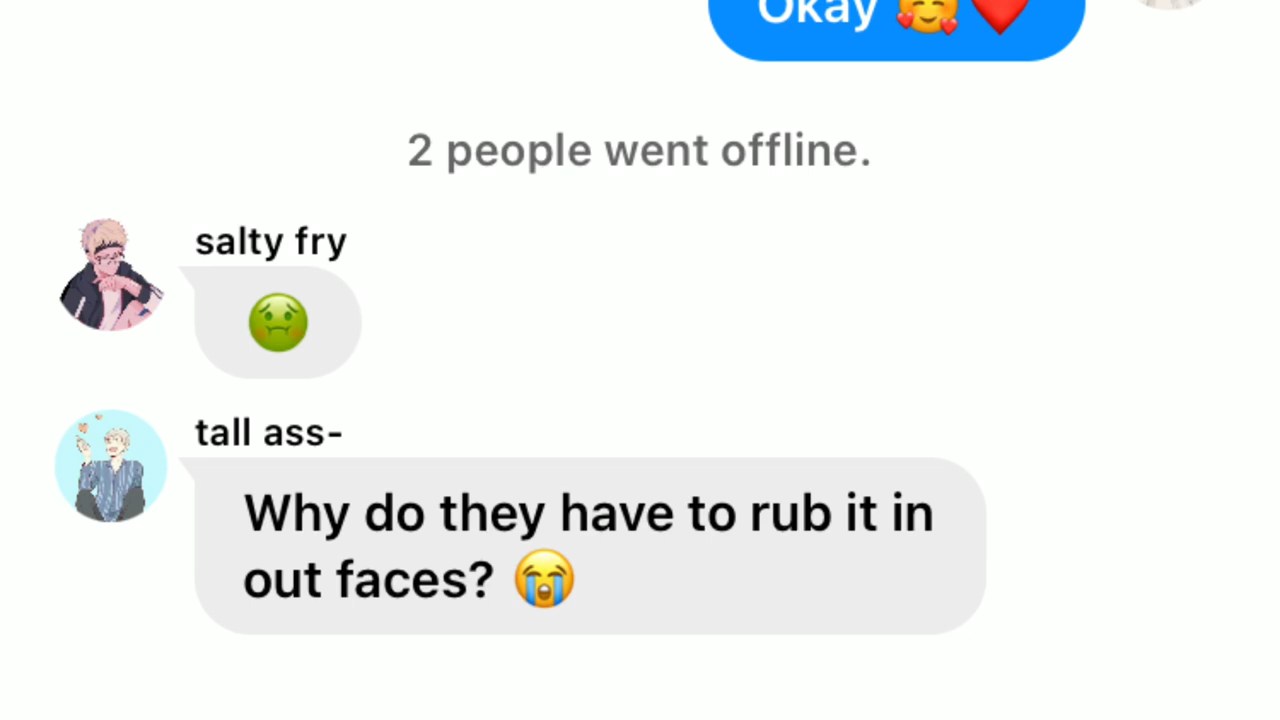 Okay 🥰❤️
2 people went offline.
salty fry
🤢
tall ass-
Why do they have to rub it in
out faces? 😭